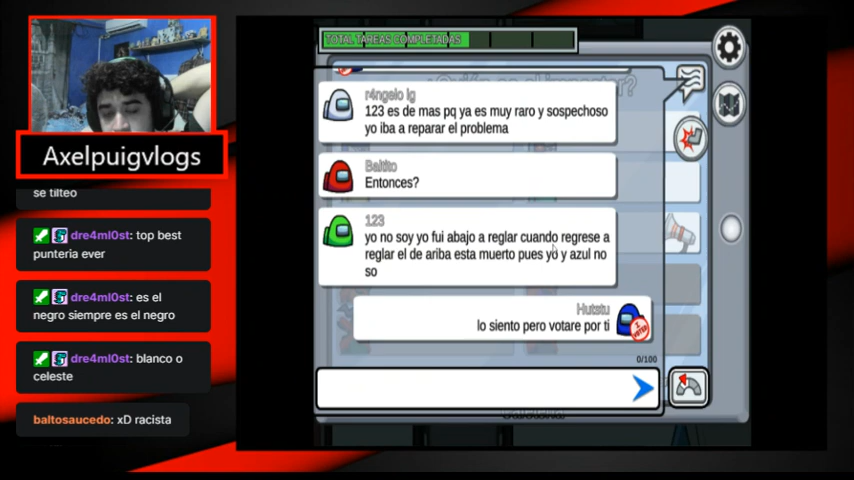 Axelpuigvlogs
se tilteo
dre4ml0st: top best
punteria ever
dre4ml0st: es el
negro siempre es el negro
dre4ml0st: blanco o
celeste
baltosaucedo: xD racista
TOTAL TAREAS COMPLETADAS
r4ngelo ig
123 es de mas pq ya es muy raro y sospechoso
yo iba a reparar el problema
Baltito
Entonces?
123
yo no soy yo fui abajo a reglar cuando regrese a
reglar el de ariba esta muerto pues yo y azul no
so
Hutstu
lo siento pero votare por ti
I VOTED
0/100